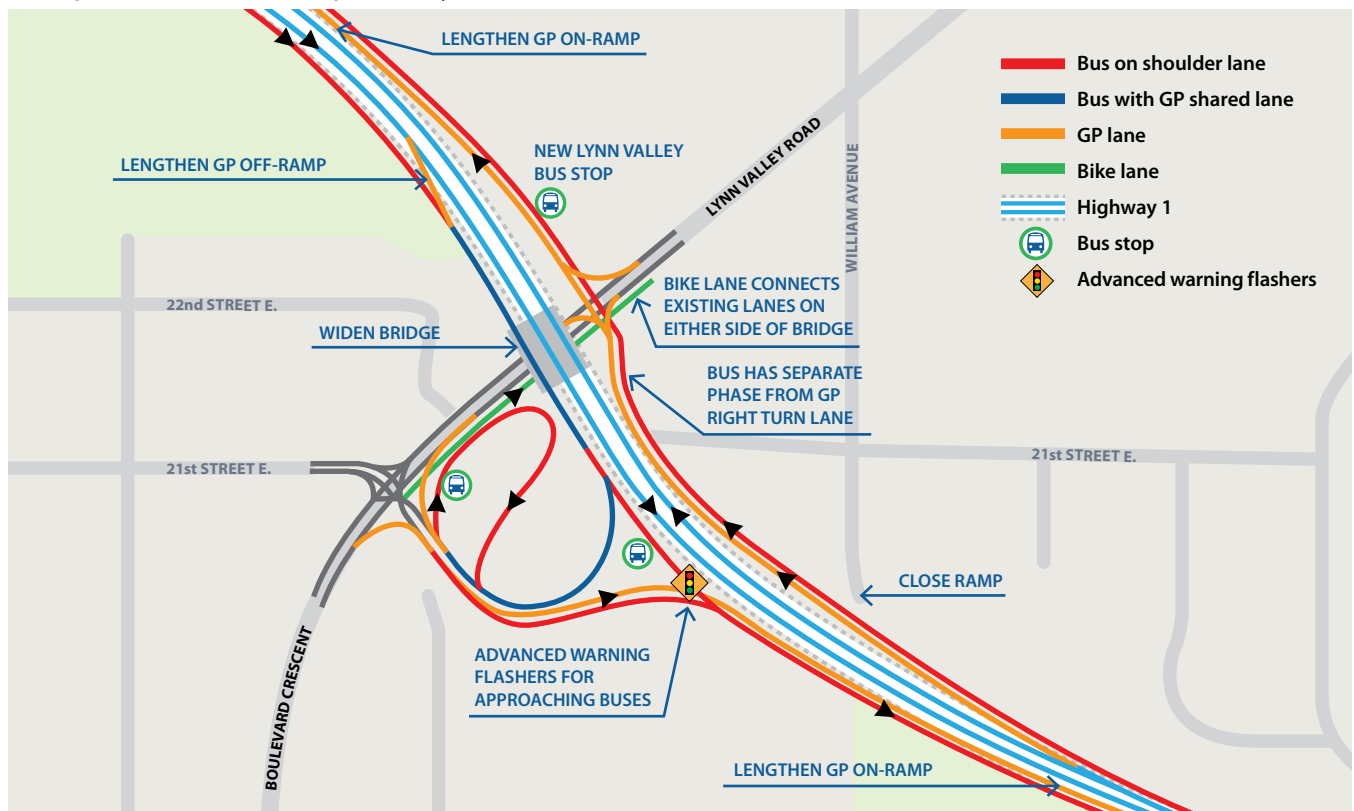 LENGTHEN GP ON-RAMP
Bus on shoulder lane
Bus with GP shared lane
GP lane
Bike lane
Highway 1
Bus stop
Advanced warning flashers
LYNN VALLEY ROAD
WILLIAM AVENUE
NEW LYNN VALLEY
BUS STOP
LENGTHEN GP OFF-RAMP
22nd STREET E.
BIKE LANE CONNECTS
EXISTING LANES ON
EITHER SIDE OF BRIDGE
WIDEN BRIDGE
BUS HAS SEPARATE
PHASE FROM GP
RIGHT TURN LANE
21st STREET E.
21st STREET E.
CLOSE RAMP
BOULEVARD CRESCENT
ADVANCED WARNING
FLASHERS FOR
APPROACHING BUSES
LENGTHEN GP ON-RAMP